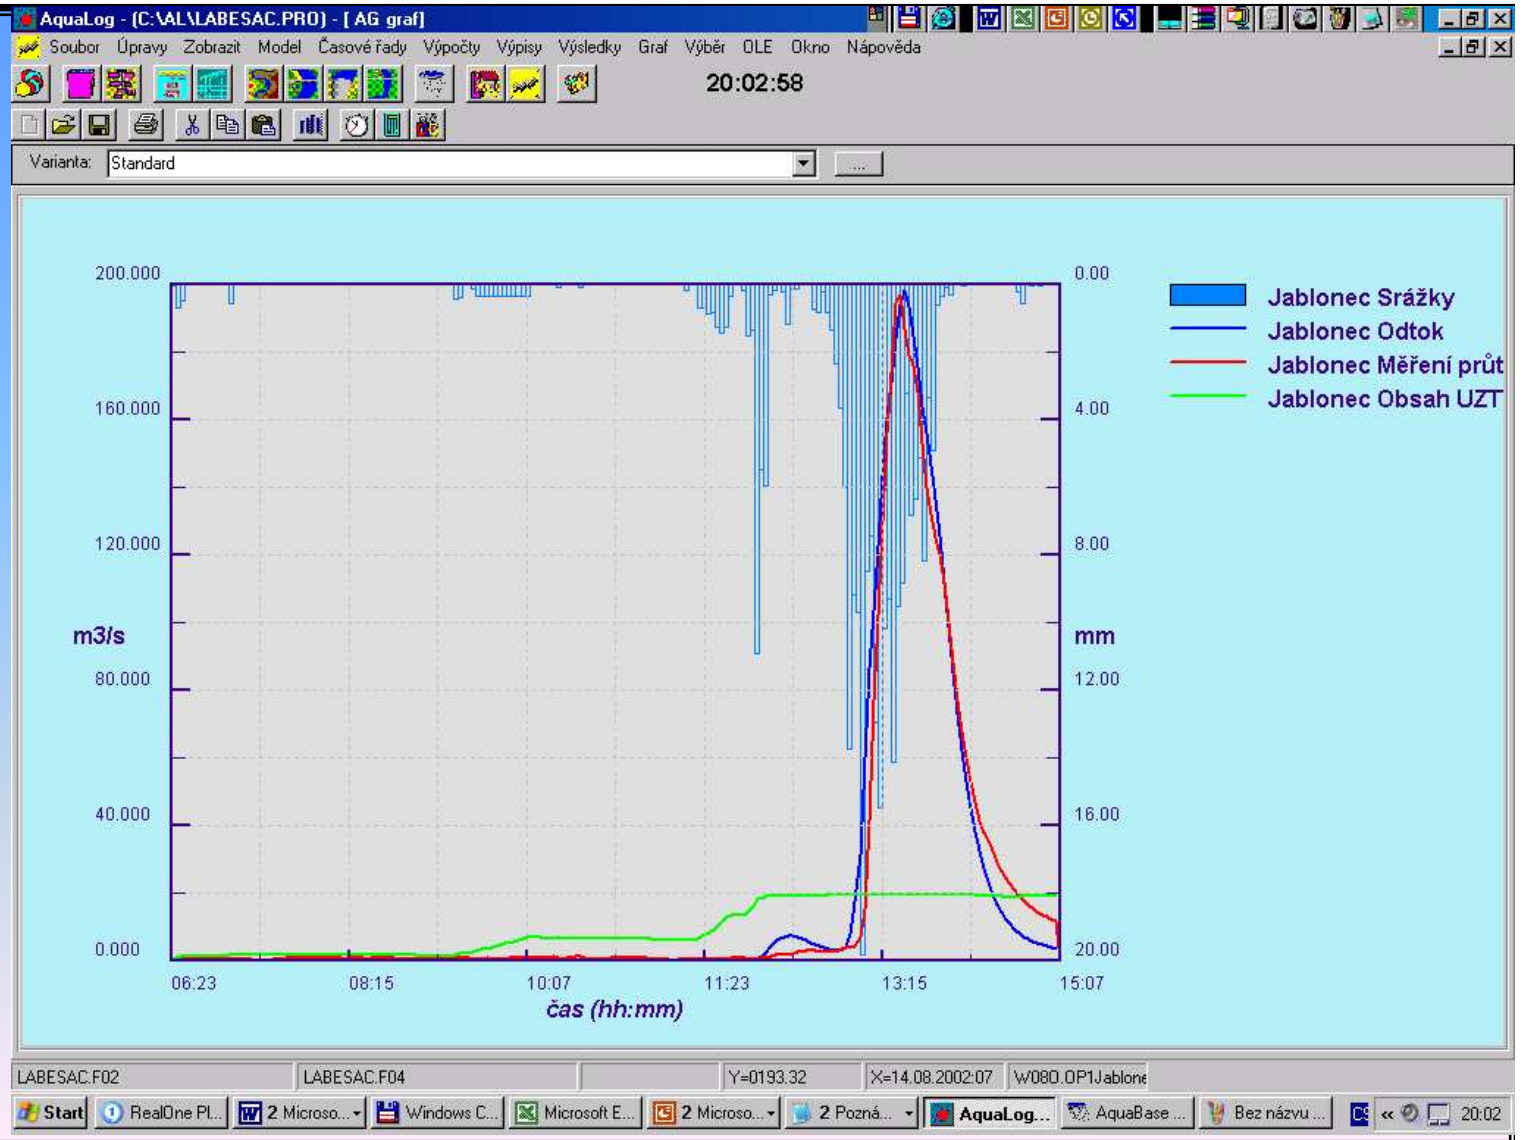 AquaLog - (C:\AL\LABESAC.PRO) - [ AG graf]
Soubor Úpravy Zobrazit Model Časové řady Výpočty Výpisy Výsledky Graf Výběr OLE Okno Nápověda
20:02:58
Varianta: Standard ...
200.000
160.000
120.000
m3/s
80.000
40.000
0.000
0.00
4.00
8.00
mm
12.00
16.00
20.00
06:23 08:15 10:07 11:23 13:15 15:07
čas (hh:mm)
Jablonec Srážky
Jablonec Odtok
Jablonec Měření průt
Jablonec Obsah UZT
LABESAC.F02 LABESAC.F04 Y=0193.32 X=14.08.2002:07 W080.OP1Jablone
Start RealOne Pl... 2 Microso... Windows C... Microsoft E... 2 Microso... 2 Pozná... AquaLog... AquaBase ... Bez názvu ... « 20:02